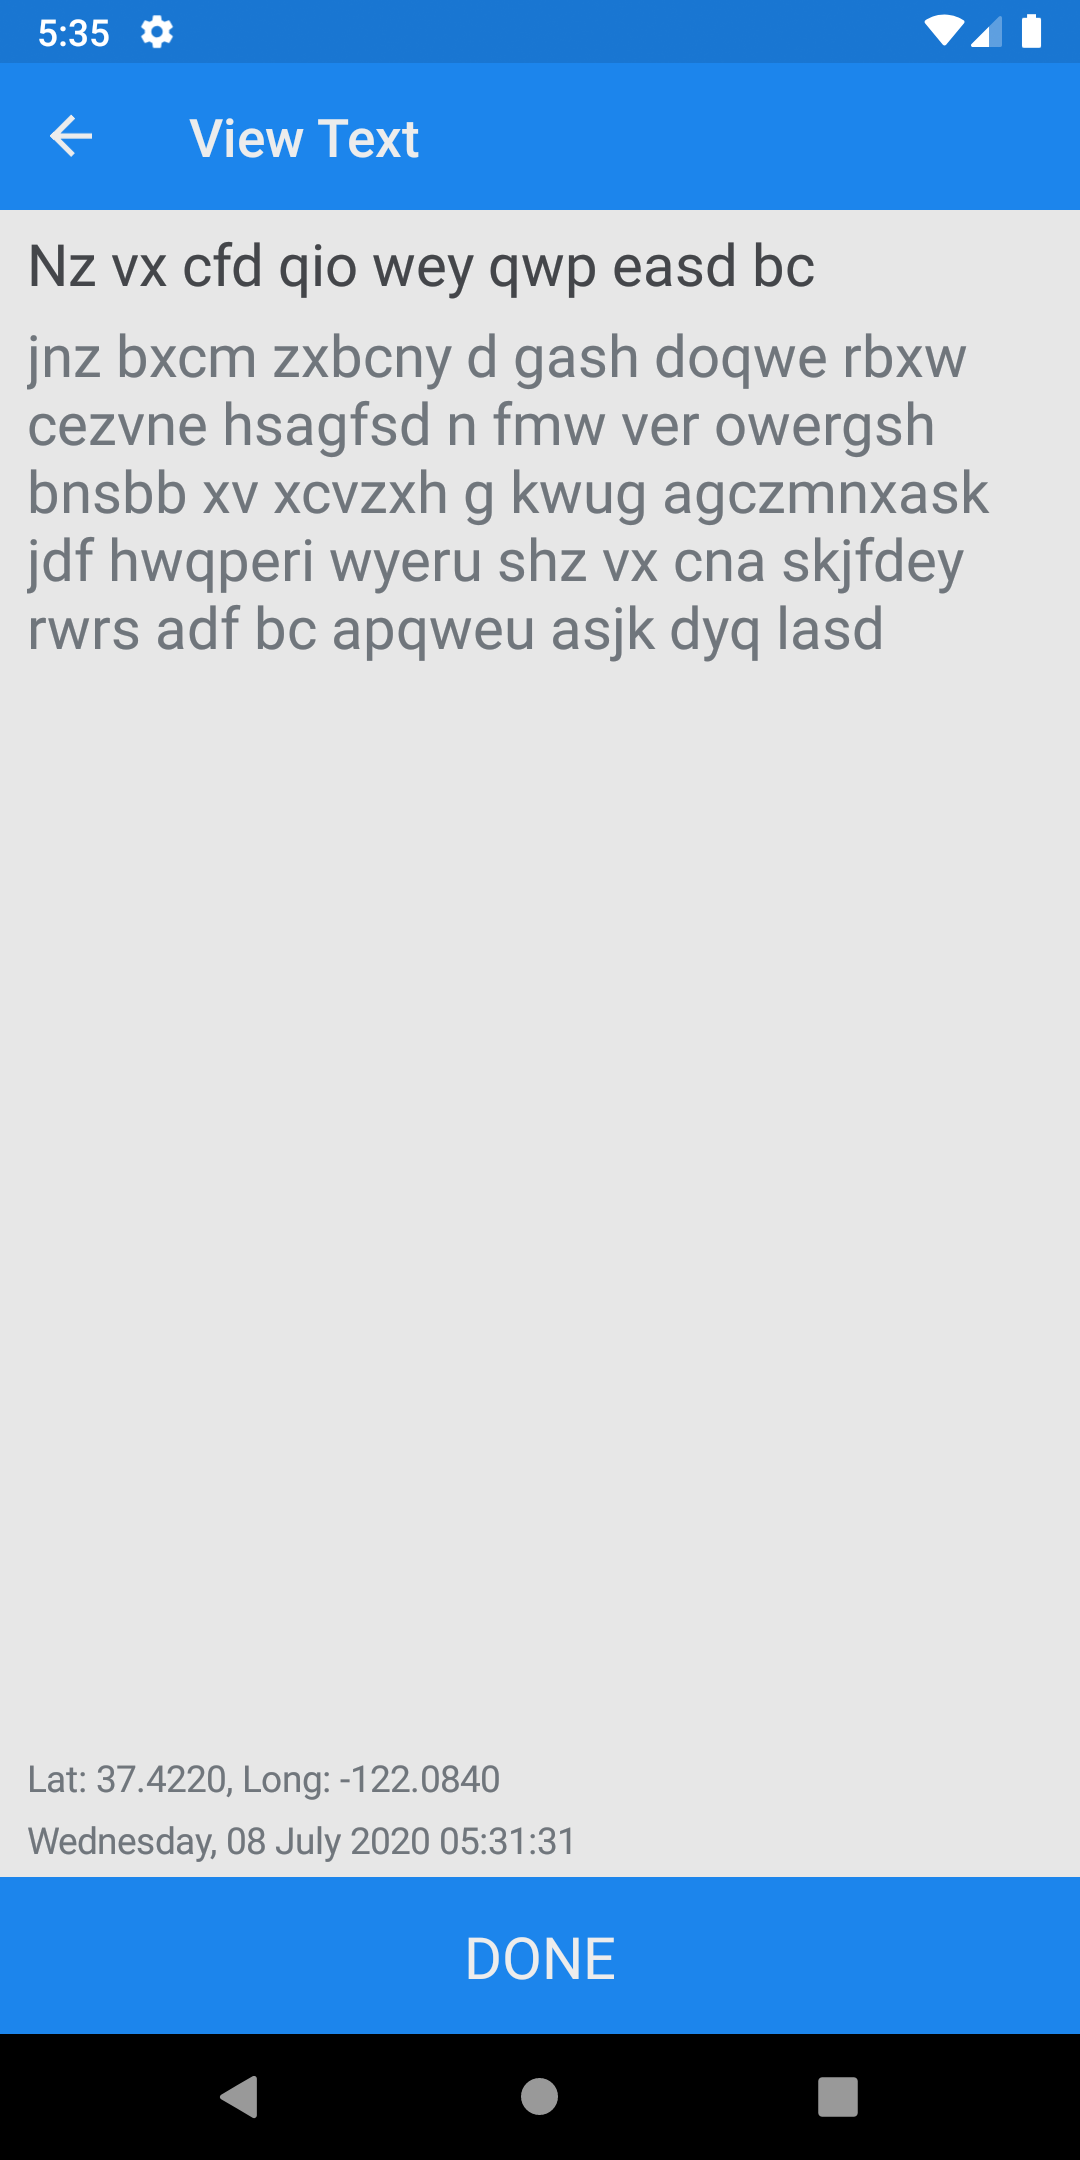 5:35
View Text
Nz vx cfd qio wey qwp easd bc
jnz bxcm zxbcny d gash doqwe rbxw
cezvne hsagfsd n fmw ver owergsh
bnsbb xv xcvzxh g kwug agczmnxask
jdf hwqperi wyeru shz vx cna skjfdey
rwrs adf bc apqweu asjk dyq lasd
Lat: 37.4220, Long: -122.0840
Wednesday, 08 July 2020 05:31:31
DONE